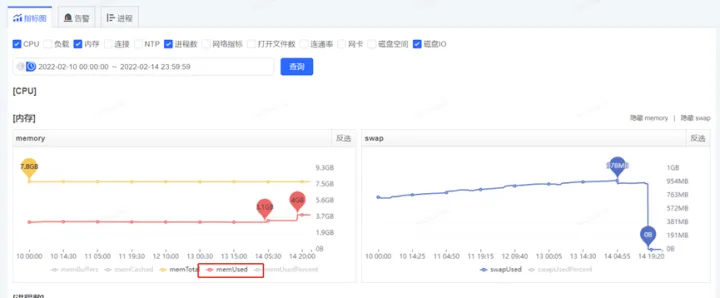 指标图 告警 进程
CPU 负载 内存 连接 NTP 进程数 网络指标 打开文件数 连通率 网卡 磁盘空间 磁盘IO
2022-02-10 00:00:00 ~ 2022-02-14 23:59:59 查询
[CPU]
[内存]
隐藏 memory | 隐藏 swap
memory 反选
swap 反选
7.8GB
9.3GB
7.5GB
5.6GB
3.7GB
1.9GB
0B
10 00:00 10 14:30 11 05:00 11 19:30 12 10:00 13 00:30 13 15:00 14 05:30 14 20:00
memBuffers memCached memTotal memUsed memUsedPercent
978MB
0B
1GB
954MB
763MB
572MB
381MB
191MB
0B
10 00:00 10 14:25 11 04:50 11 19:15 12 09:40 13 00:05 13 14:30 14 04:55 14 19:20
swapUsed swapUsedPercent